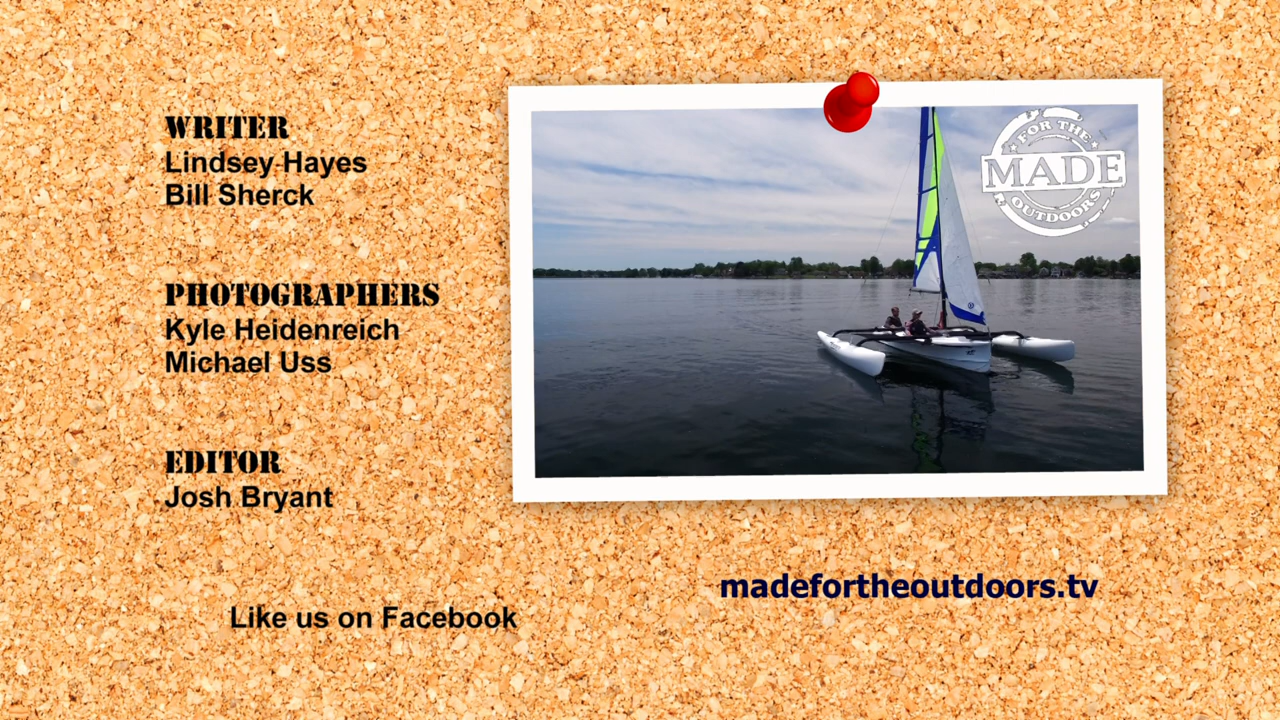 WRITER
Lindsey Hayes
Bill Sherck
PHOTOGRAPHERS
Kyle Heidenreich
Michael Uss
EDITOR
Josh Bryant
Like us on Facebook
FOR THE
MADE
OUTDOORS
madefortheoutdoors.tv